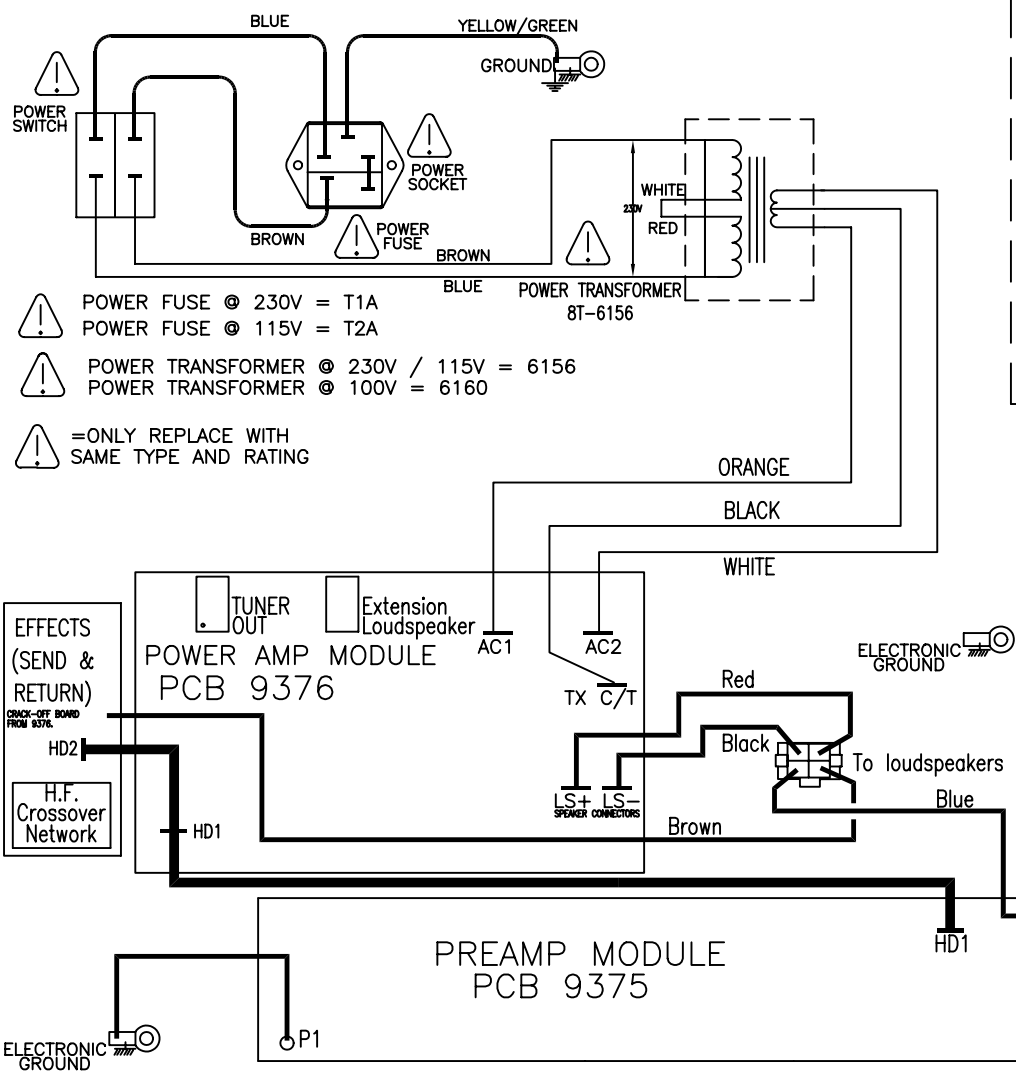 BLUE
YELLOW/GREEN
GROUND
POWER
SWITCH
POWER
SOCKET
POWER
FUSE
BROWN
BROWN
BLUE
WHITE
230V
RED
POWER TRANSFORMER
8T-6156
POWER FUSE @ 230V = T1A
POWER FUSE @ 115V = T2A
POWER TRANSFORMER @ 230V / 115V = 6156
POWER TRANSFORMER @ 100V = 6160
=ONLY REPLACE WITH
SAME TYPE AND RATING
ORANGE
BLACK
WHITE
TUNER
OUT
Extension
Loudspeaker
AC1
AC2
TX C/T
POWER AMP MODULE
PCB 9376
EFFECTS
(SEND &
RETURN)
CRACK-OFF BOARD
FROM 9376.
HD2
H.F.
Crossover
Network
HD1
ELECTRONIC
GROUND
Red
Black
To loudspeakers
LS+ LS-
SPEAKER CONNECTORS
Blue
Brown
HD1
PREAMP MODULE
PCB 9375
P1
ELECTRONIC
GROUND